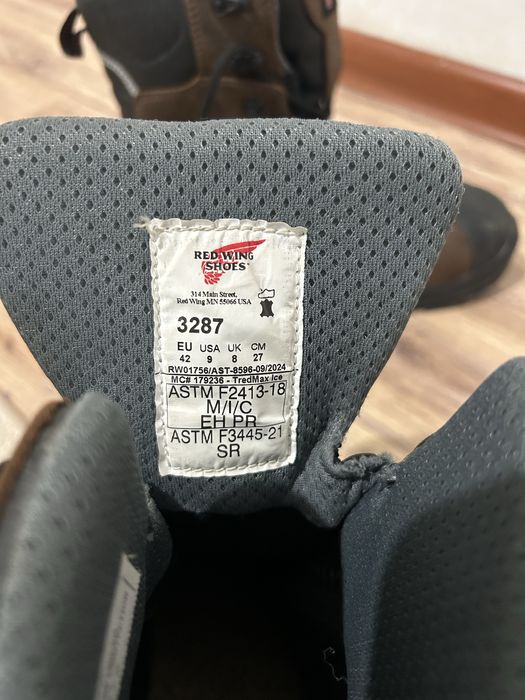 RED WING
SHOES
314 Main Street,
Red Wing MN 55066 USA
3287
EU USA UK CM
42 9 8 27
RW01756/AST-8596-09/2024
MC# 179236 - TredMax Ice
ASTM F2413-18
M/I/C
EH PR
ASTM F3445-21
SR